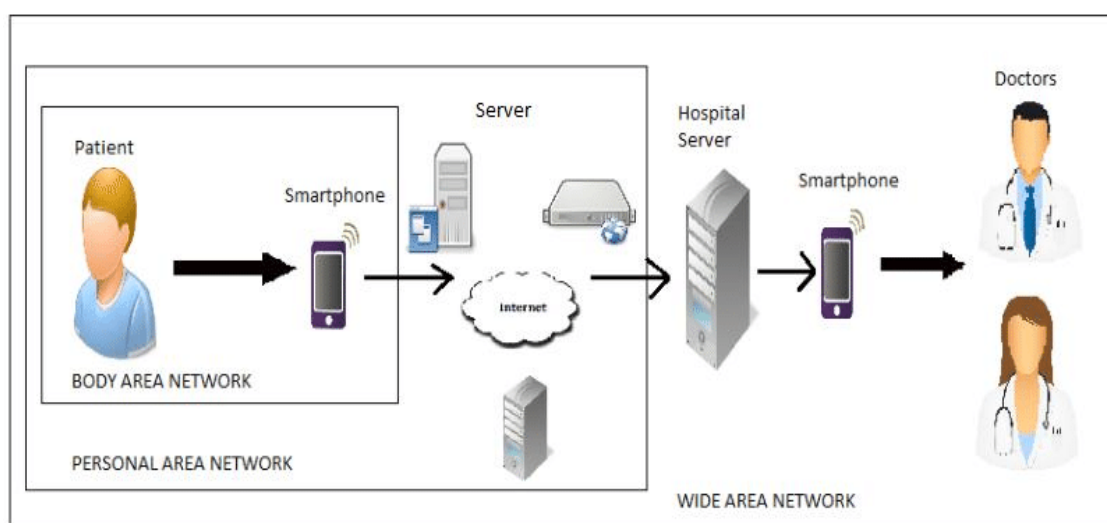 Doctors
Server
Hospital
Server
Patient
Smartphone
Smartphone
Internet
BODY AREA NETWORK
PERSONAL AREA NETWORK
WIDE AREA NETWORK